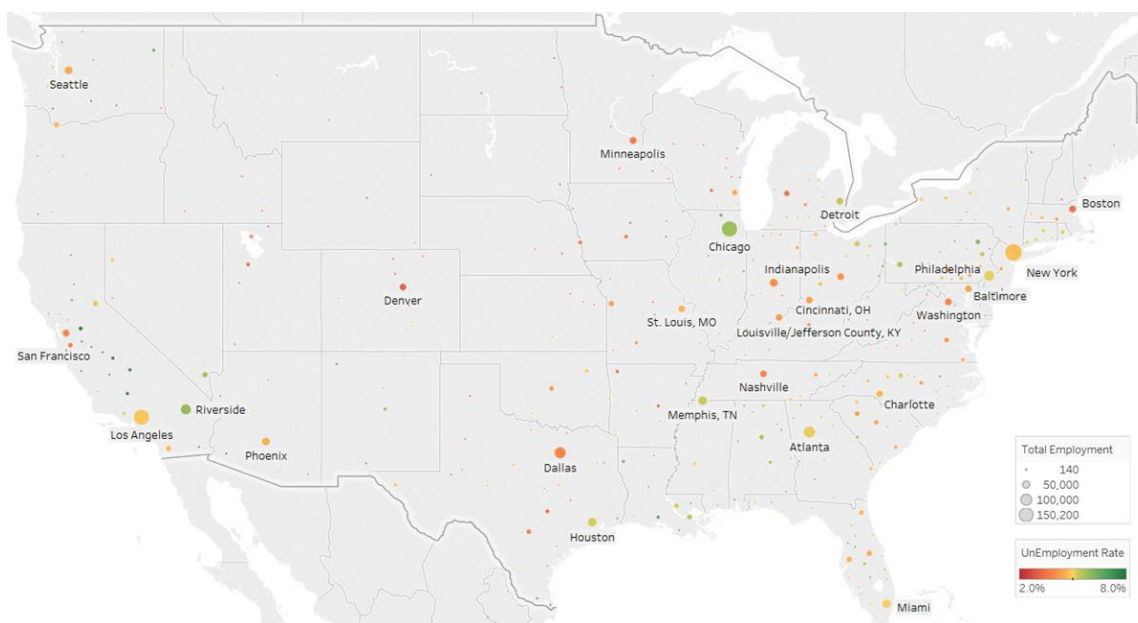 Seattle
Minneapolis
Boston
Detroit
Chicago
New York
Indianapolis
Philadelphia
Baltimore
Denver
Cincinnati, OH
Washington
St. Louis, MO
Louisville/Jefferson County, KY
San Francisco
Nashville
Riverside
Memphis, TN
Charlotte
Los Angeles
Atlanta
Phoenix
Dallas
Houston
Miami
Total Employment
140
50,000
100,000
150,200
UnEmployment Rate
2.0%
8.0%